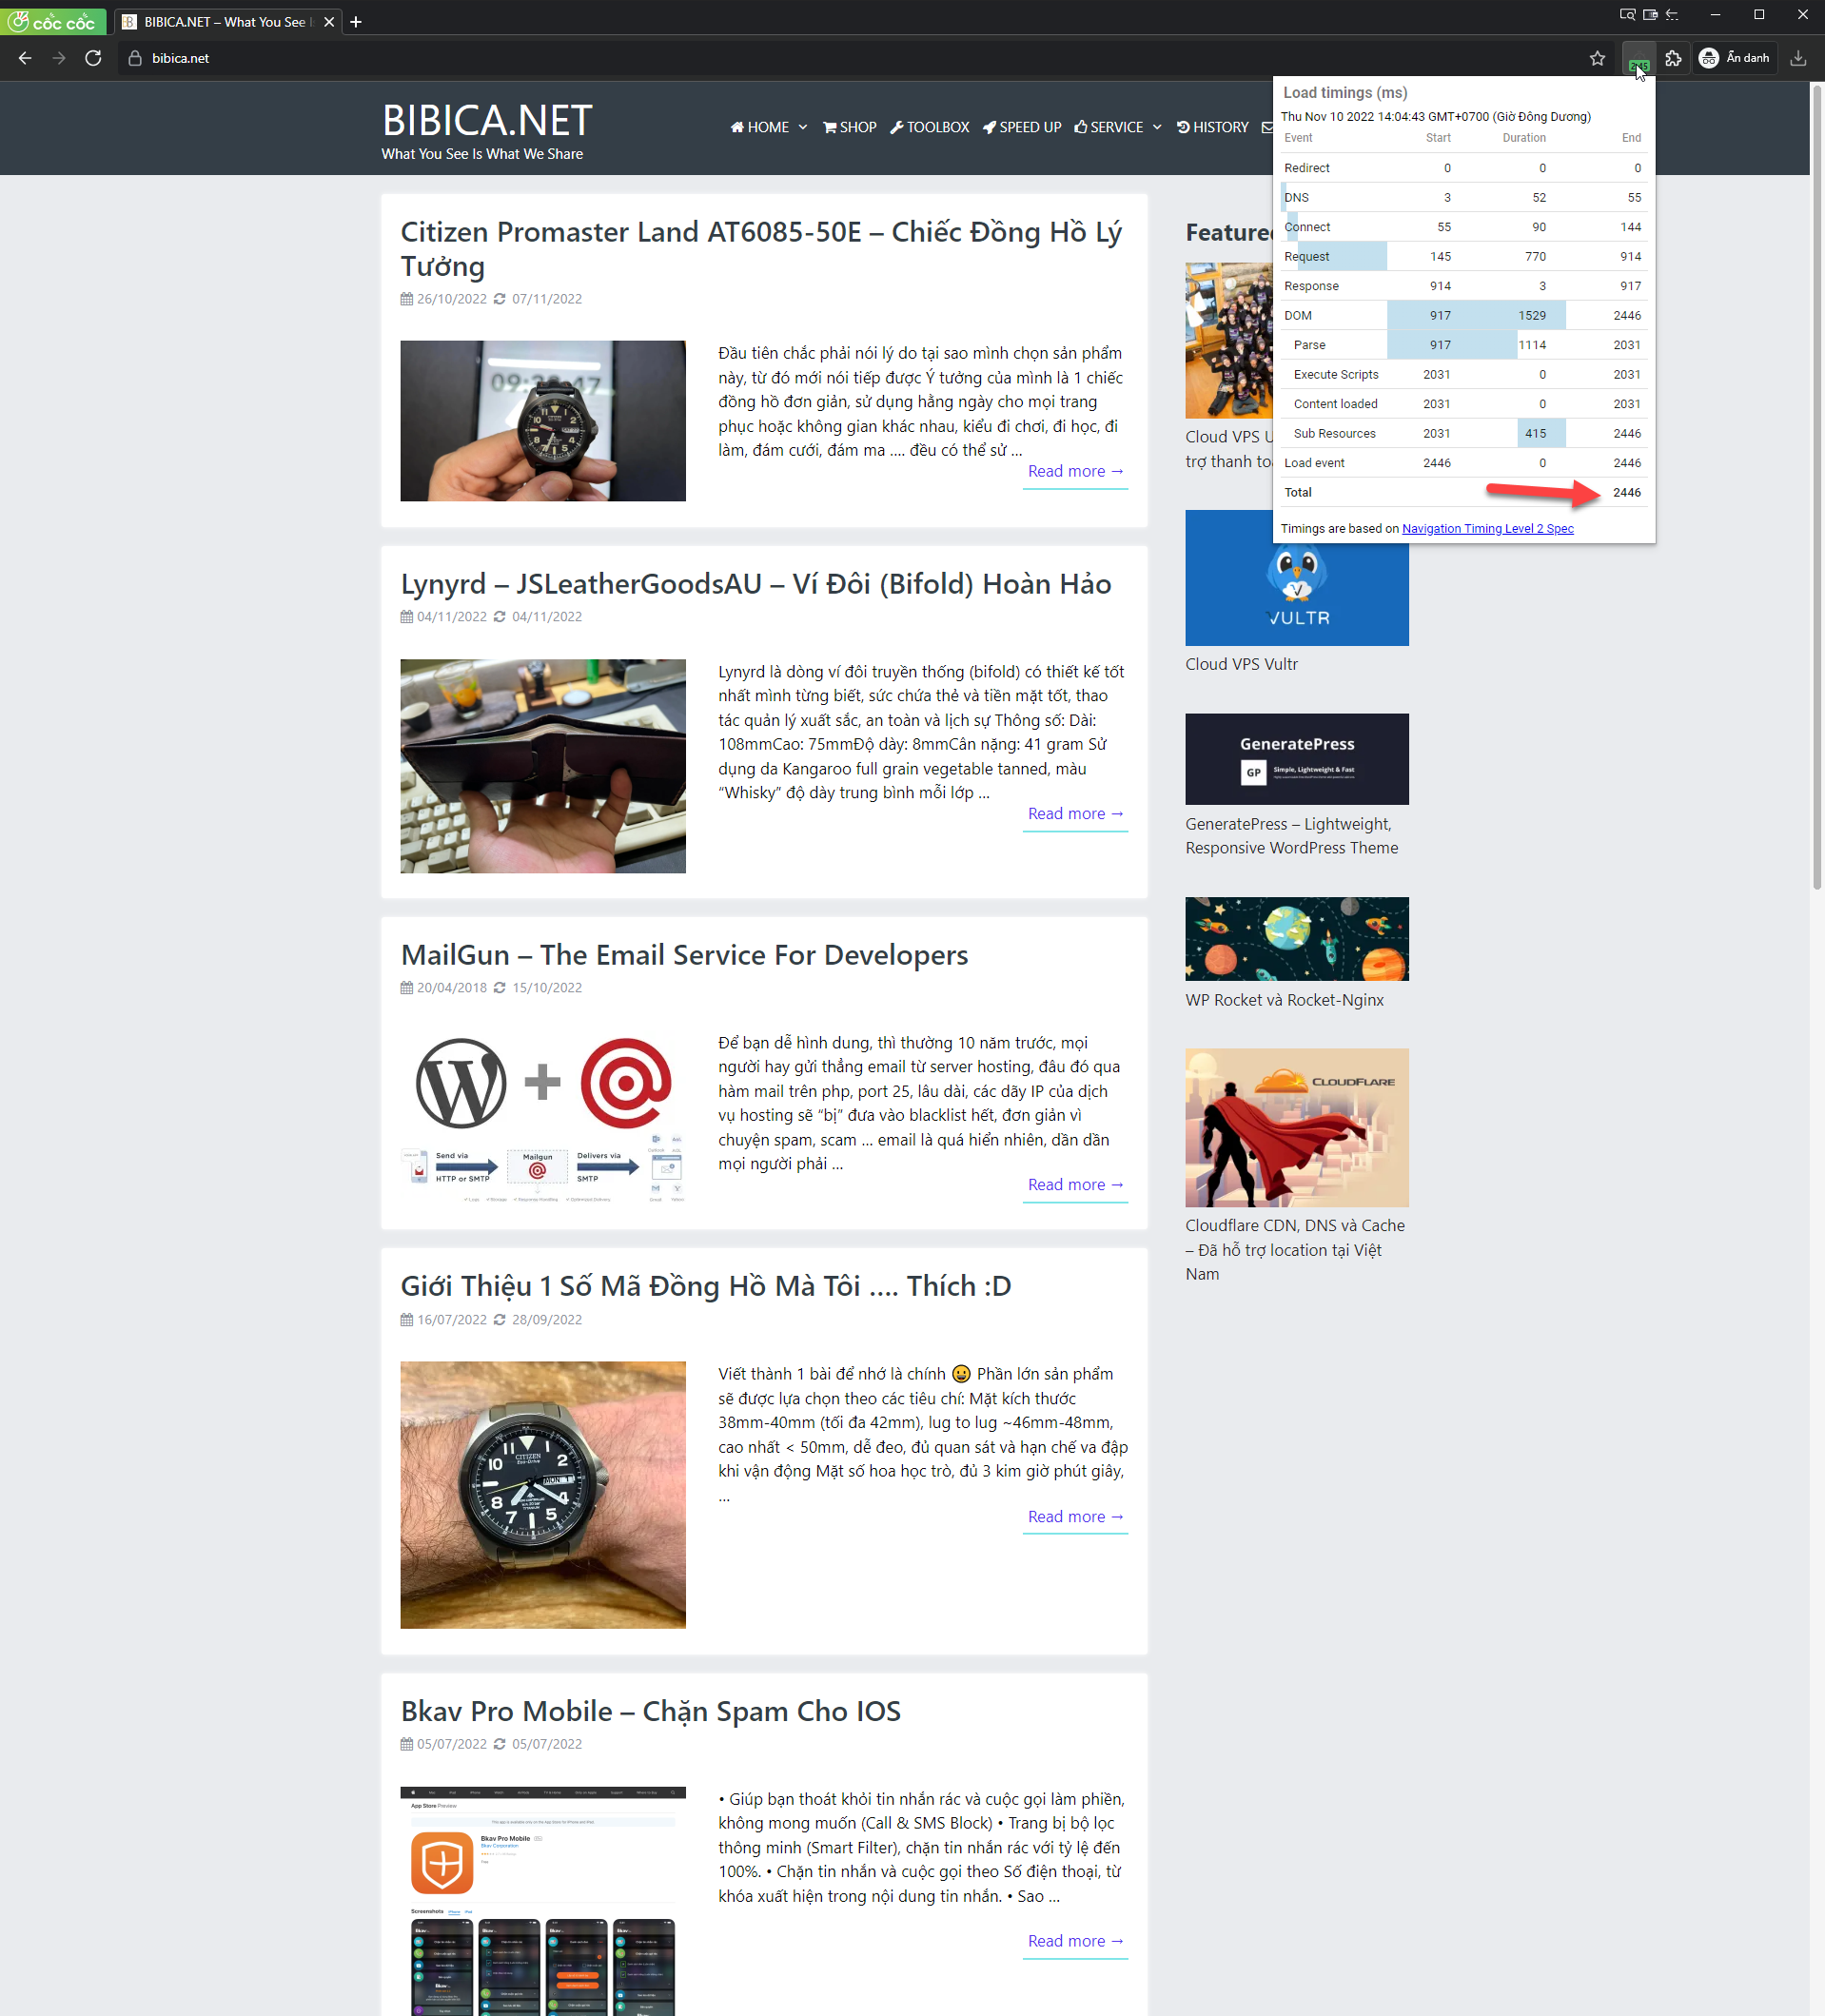 cốc cốc
BIBICA.NET – What You See
bibica.net
Ẩn danh
BIBICA.NET
What You See Is What We Share
HOME SHOP TOOLBOX SPEED UP SERVICE HISTORY
Load timings (ms)
Thu Nov 10 2022 14:04:43 GMT+0700 (Giờ Đông Dương)
Event Start Duration End
Redirect 0 0 0
DNS 3 52 55
Connect 55 90 144
Request 145 770 914
Response 914 3 917
DOM 917 1529 2446
Parse 917 1114 2031
Execute Scripts 2031 0 2031
Content loaded 2031 0 2031
Sub Resources 2031 415 2446
Load event 2446 0 2446
Total 2446
Timings are based on Navigation Timing Level 2 Spec
Citizen Promaster Land AT6085-50E – Chiếc Đồng Hồ Lý
Tưởng
26/10/2022 07/11/2022
Đầu tiên chắc phải nói lý do tại sao mình chọn sản phẩm
này, từ đó mới nói tiếp được Ý tưởng của mình là 1 chiếc
đồng hồ đơn giản, sử dụng hằng ngày cho mọi trang
phục hoặc không gian khác nhau, kiểu đi chơi, đi học, đi
làm, đám cưới, đám ma .... đều có thể sử ...
Read more →
Lynyrd – JSLeatherGoodsAU – Ví Đôi (Bifold) Hoàn Hảo
04/11/2022 04/11/2022
Lynyrd là dòng ví đôi truyền thống (bifold) có thiết kế tốt
nhất mình từng biết, sức chứa thẻ và tiền mặt tốt, thao
tác quản lý xuất sắc, an toàn và lịch sự Thông số: Dài:
108mmCao: 75mmĐộ dày: 8mmCân nặng: 41 gram Sử
dụng da Kangaroo full grain vegetable tanned, màu
“Whisky” độ dày trung bình mỗi lớp ...
Read more →
MailGun – The Email Service For Developers
20/04/2018 15/10/2022
Send via
HTTP or SMTP
Mailgun
Delivers via
SMTP
Để bạn dễ hình dung, thì thường 10 năm trước, mọi
người hay gửi thẳng email từ server hosting, đâu đó qua
hàm mail trên php, port 25, lâu dài, các dãy IP của dịch
vụ hosting sẽ “bị” đưa vào blacklist hết, đơn giản vì
chuyện spam, scam ... email là quá hiển nhiên, dần dần
mọi người phải ...
Read more →
Giới Thiệu 1 Số Mã Đồng Hồ Mà Tôi .... Thích :D
16/07/2022 28/09/2022
CITIZEN
Viết thành 1 bài để nhớ là chính 😀 Phần lớn sản phẩm
sẽ được lựa chọn theo các tiêu chí: Mặt kích thước
38mm-40mm (tối đa 42mm), lug to lug ~46mm-48mm,
cao nhất < 50mm, dễ đeo, đủ quan sát và hạn chế va đập
khi vận động Mặt số hoa học trò, đủ 3 kim giờ phút giây,
...
Read more →
Bkav Pro Mobile – Chặn Spam Cho IOS
05/07/2022 05/07/2022
App Store Preview
Bkav Pro Mobile
Bkav Corporation
Screenshots iPhone iPad
• Giúp bạn thoát khỏi tin nhắn rác và cuộc gọi làm phiền,
không mong muốn (Call & SMS Block) • Trang bị bộ lọc
thông minh (Smart Filter), chặn tin nhắn rác với tỷ lệ đến
100%. • Chặn tin nhắn và cuộc gọi theo Số điện thoại, từ
khóa xuất hiện trong nội dung tin nhắn. • Sao ...
Read more →
Cloud VPS
trợ thanh
VULTR
Cloud VPS Vultr
GeneratePress
GP Simple, Lightweight & Fast
GeneratePress – Lightweight,
Responsive WordPress Theme
WP Rocket và Rocket-Nginx
CLOUDFLARE
Cloudflare CDN, DNS và Cache
– Đã hỗ trợ location tại Việt
Nam